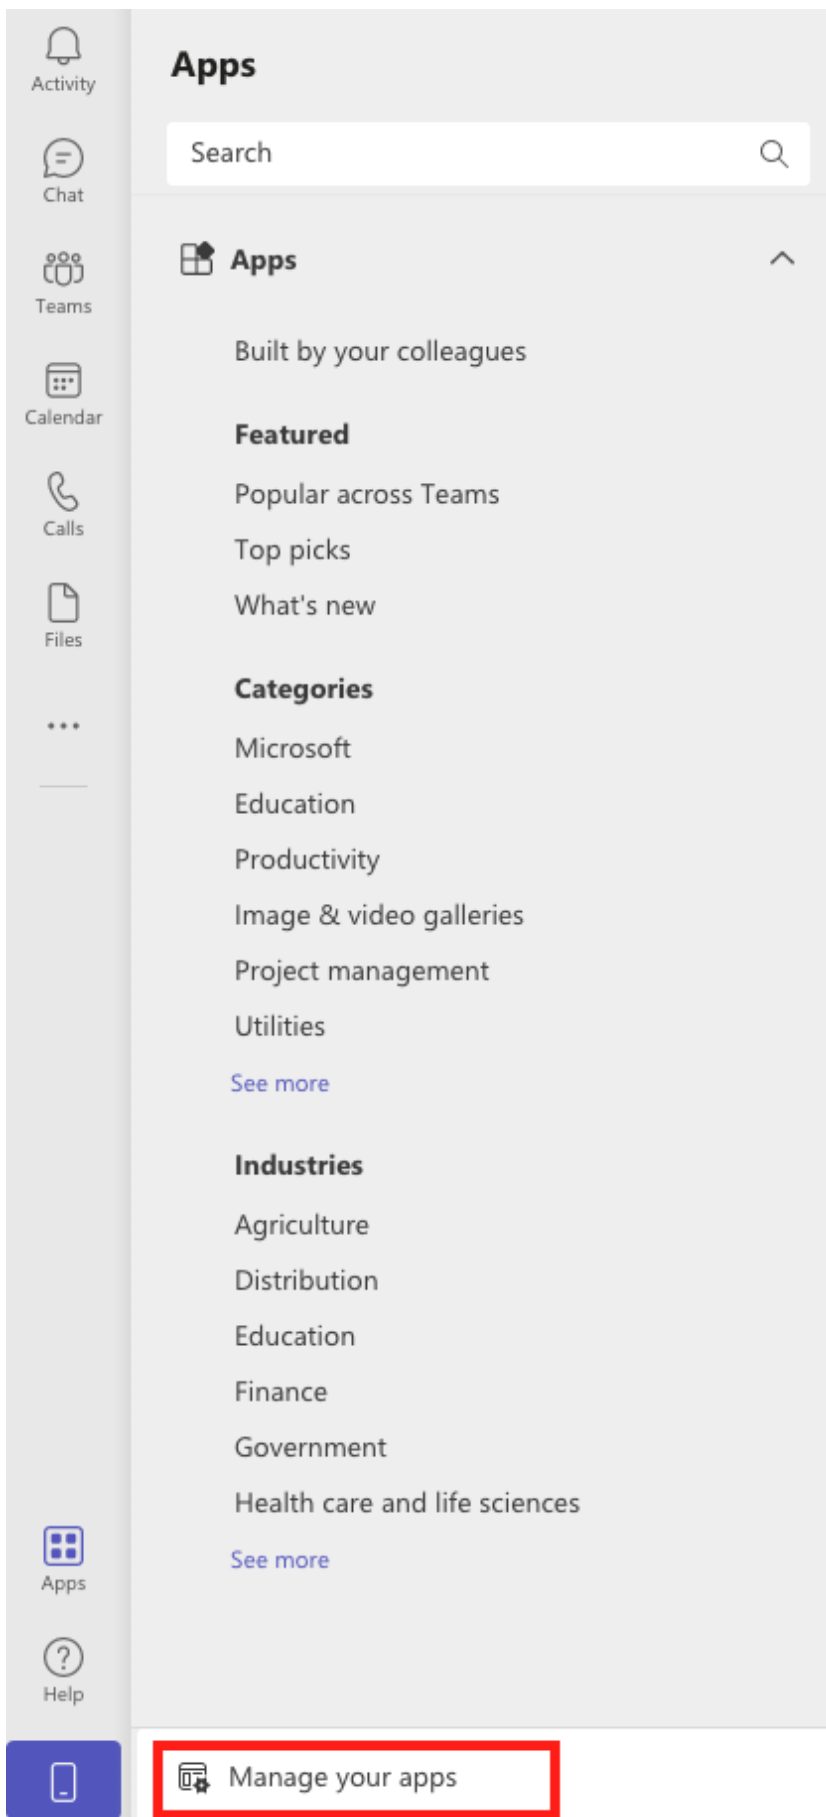 Activity
Chat
Teams
Calendar
Calls
Files
Apps
Help
Apps
Search
Apps
Built by your colleagues
Featured
Popular across Teams
Top picks
What's new
Categories
Microsoft
Education
Productivity
Image & video galleries
Project management
Utilities
See more
Industries
Agriculture
Distribution
Education
Finance
Government
Health care and life sciences
See more
Manage your apps